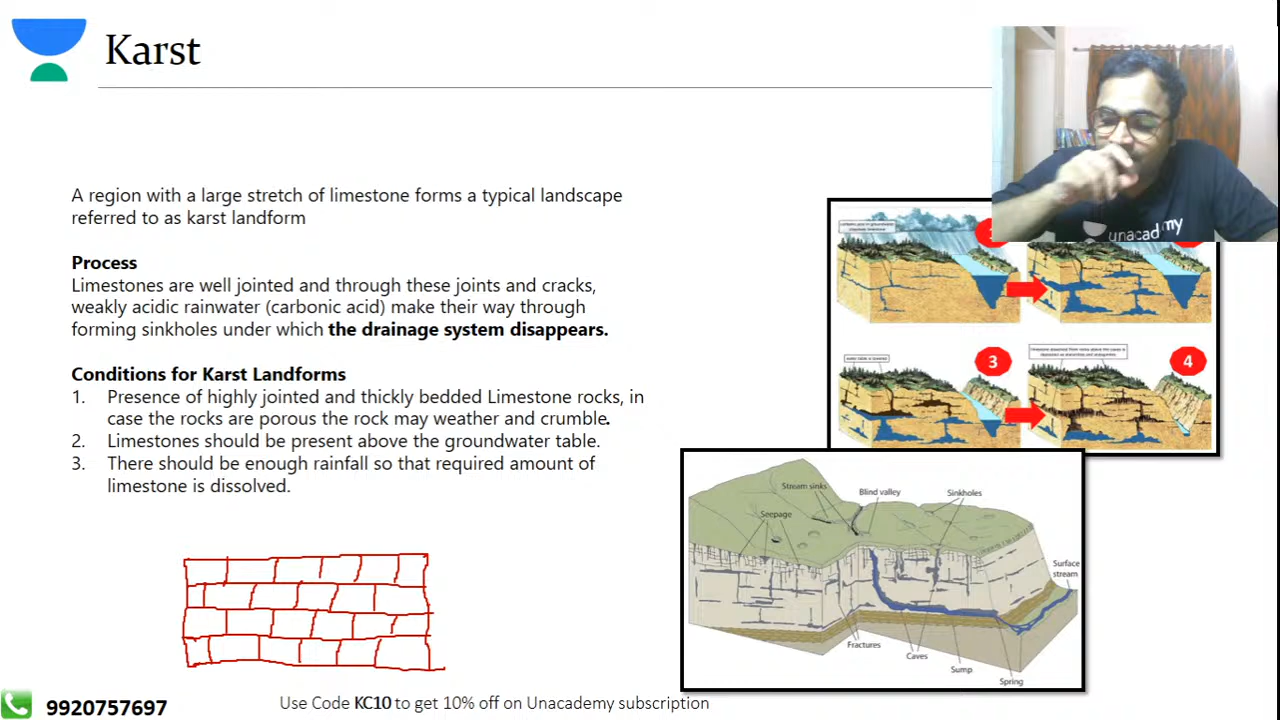 Karst
A region with a large stretch of limestone forms a typical landscape
referred to as karst landform
Process
Limestones are well jointed and through these joints and cracks,
weakly acidic rainwater (carbonic acid) make their way through
forming sinkholes under which the drainage system disappears.
Conditions for Karst Landforms
1. Presence of highly jointed and thickly bedded Limestone rocks, in
case the rocks are porous the rock may weather and crumble.
2. Limestones should be present above the groundwater table.
3. There should be enough rainfall so that required amount of
limestone is dissolved.
unacademy
3
4
Stream sinks
Blind valley
Sinkholes
Seepage
Surface
stream
Fractures
Caves
Sump
Spring
9920757697
Use Code KC10 to get 10% off on Unacademy subscription